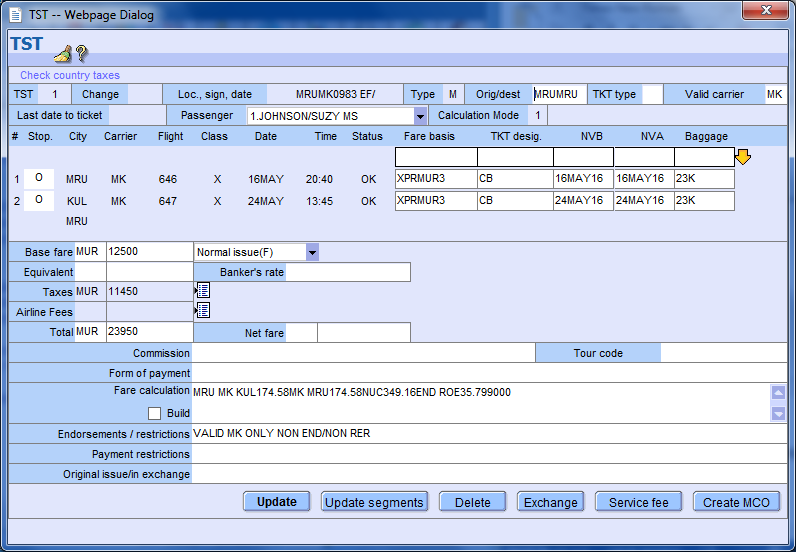 TST -- Webpage Dialog
TST
Check country taxes
TST 1 Change Loc., sign, date MRUMK0983 EF/ Type M Orig/dest MRUMRU TKT type Valid carrier MK
Last date to ticket Passenger 1.JOHNSON/SUZY MS Calculation Mode 1
# Stop. City Carrier Flight Class Date Time Status Fare basis TKT desig. NVB NVA Baggage
1 O MRU MK 646 X 16MAY 20:40 OK XPRMUR3 CB 16MAY16 16MAY16 23K
2 O KUL MK 647 X 24MAY 13:45 OK XPRMUR3 CB 24MAY16 24MAY16 23K
MRU
Base fare MUR 12500 Normal issue(F)
Equivalent Banker's rate
Taxes MUR 11450
Airline Fees
Total MUR 23950 Net fare
Commission Tour code
Form of payment
Fare calculation MRU MK KUL174.58MK MRU174.58NUC349.16END ROE35.799000
Build
Endorsements / restrictions VALID MK ONLY NON END/NON RER
Payment restrictions
Original issue/in exchange
Update Update segments Delete Exchange Service fee Create MCO